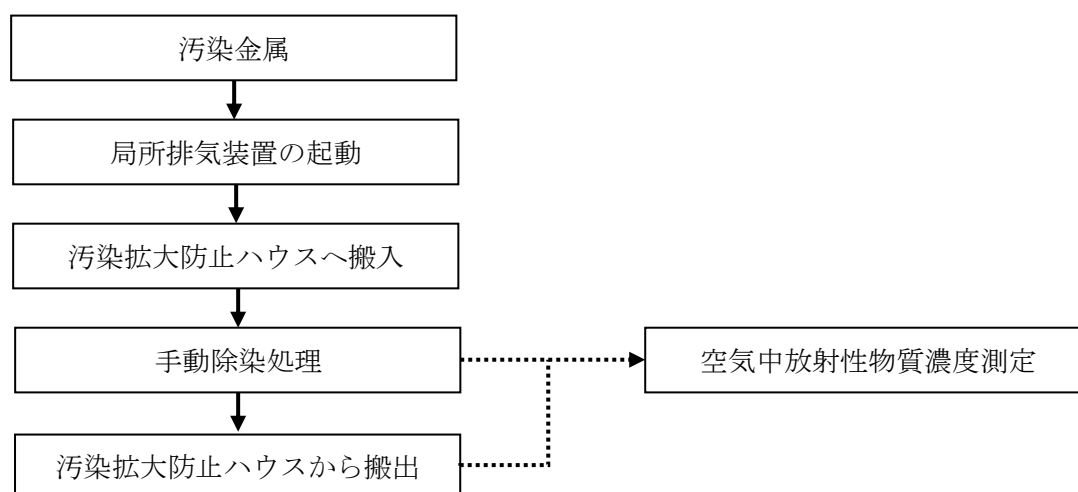 汚染金属
局所排気装置の起動
汚染拡大防止ハウスへ搬入
手動除染処理
空気中放射性物質濃度測定
汚染拡大防止ハウスから搬出